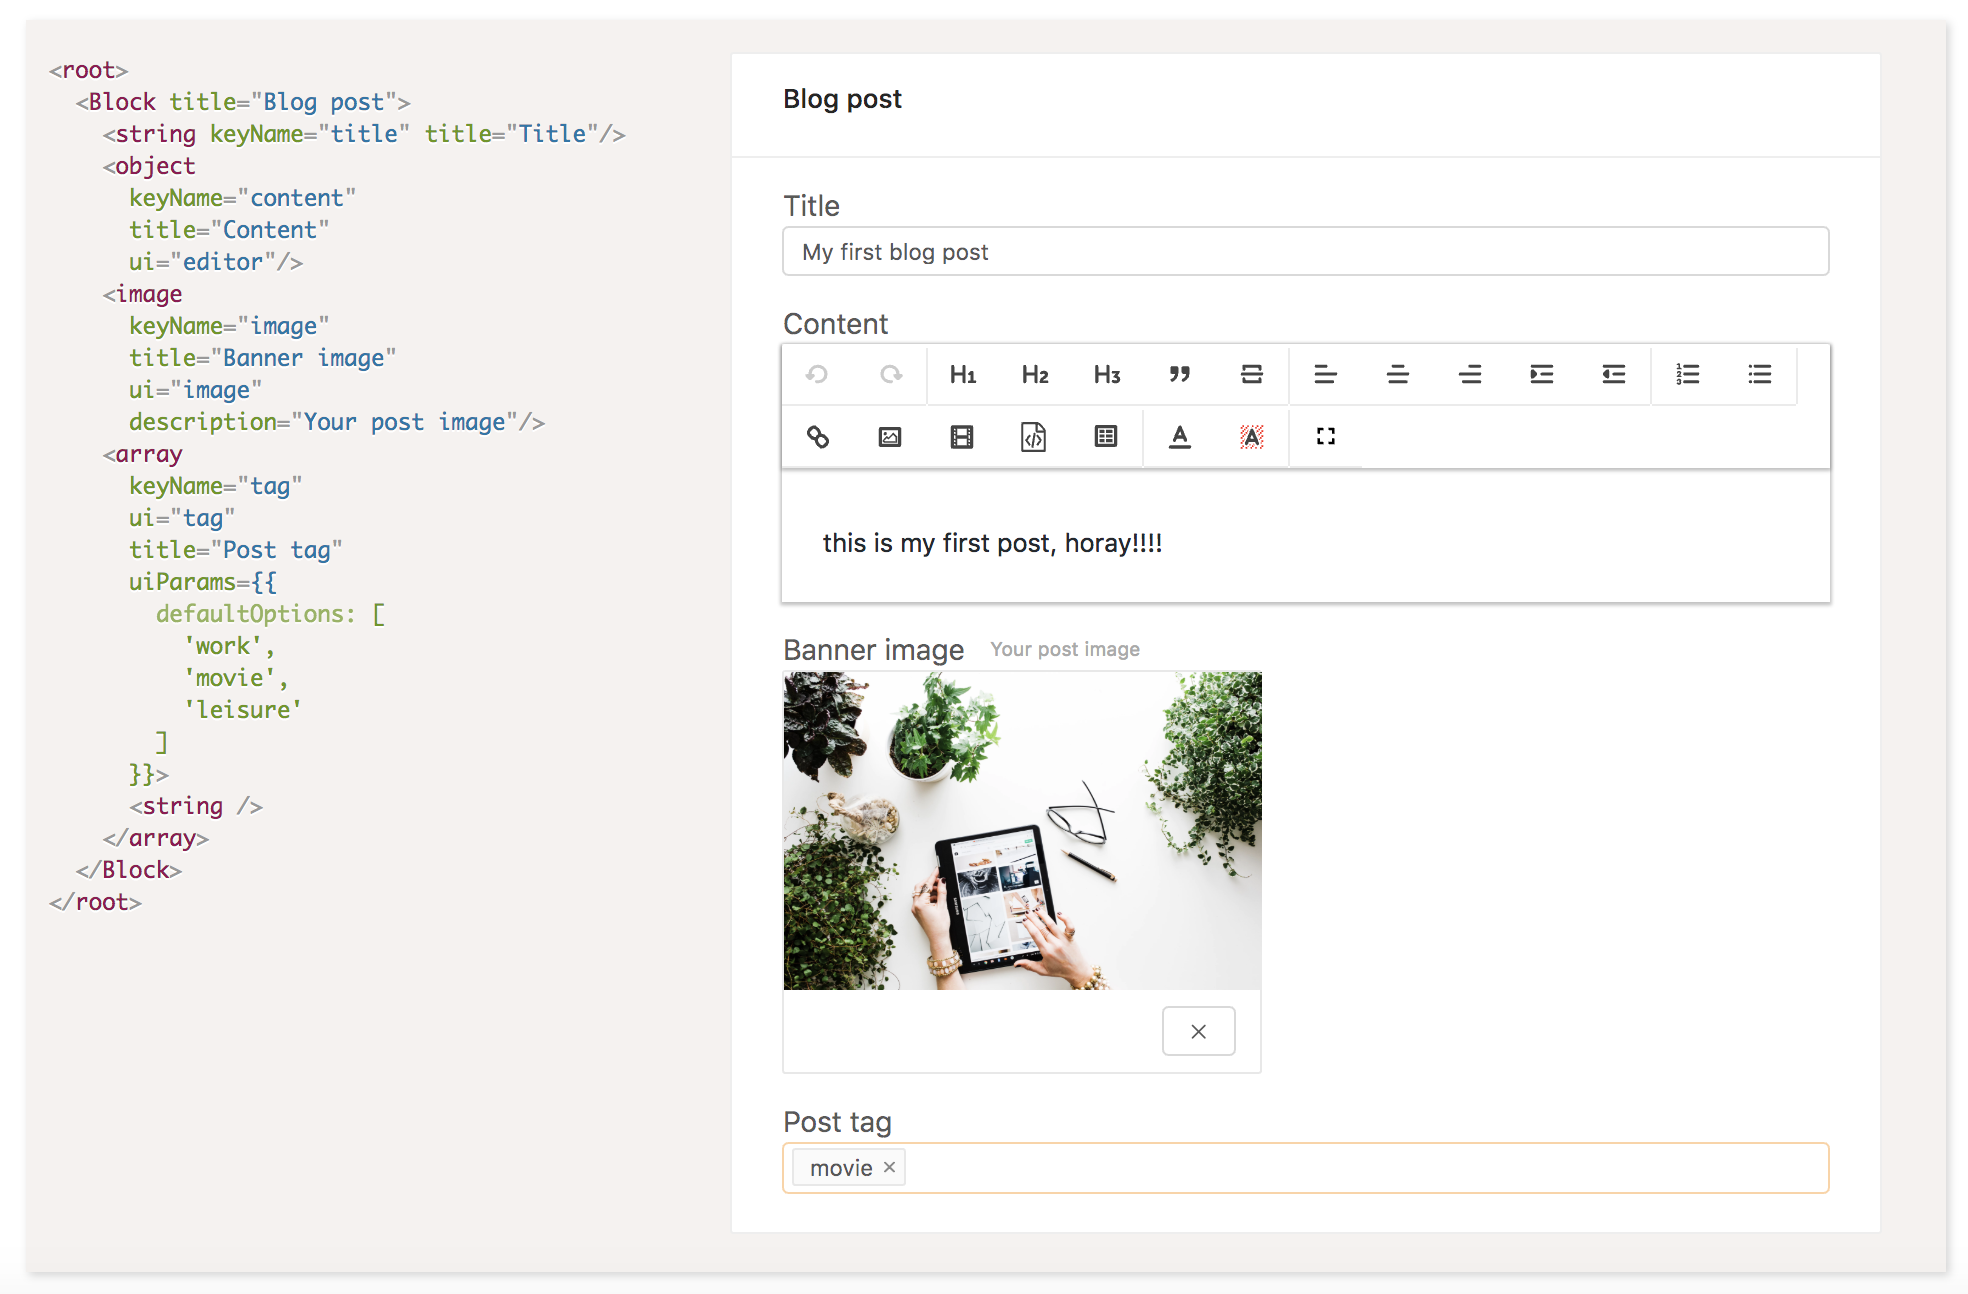 <root>
<Block title="Blog post">
<string keyName="title" title="Title"/>
<object
keyName="content"
title="Content"
ui="editor"/>
<image
keyName="image"
title="Banner image"
ui="image"
description="Your post image"/>
<array
keyName="tag"
ui="tag"
title="Post tag"
uiParams={{
defaultOptions: [
'work',
'movie',
'leisure'
]
}}>
<string />
</array>
</Block>
</root>
Blog post
Title
My first blog post
Content
H1 H2 H3
this is my first post, horay!!!!
Banner image Your post image
Post tag
movie ×